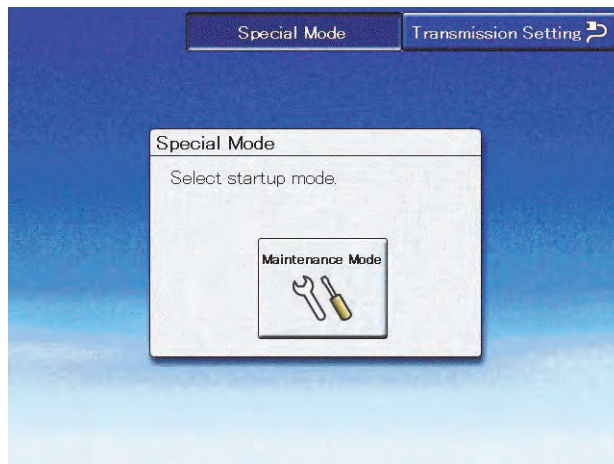 Special Mode
Transmission Setting
Special Mode
Select startup mode.
Maintenance Mode